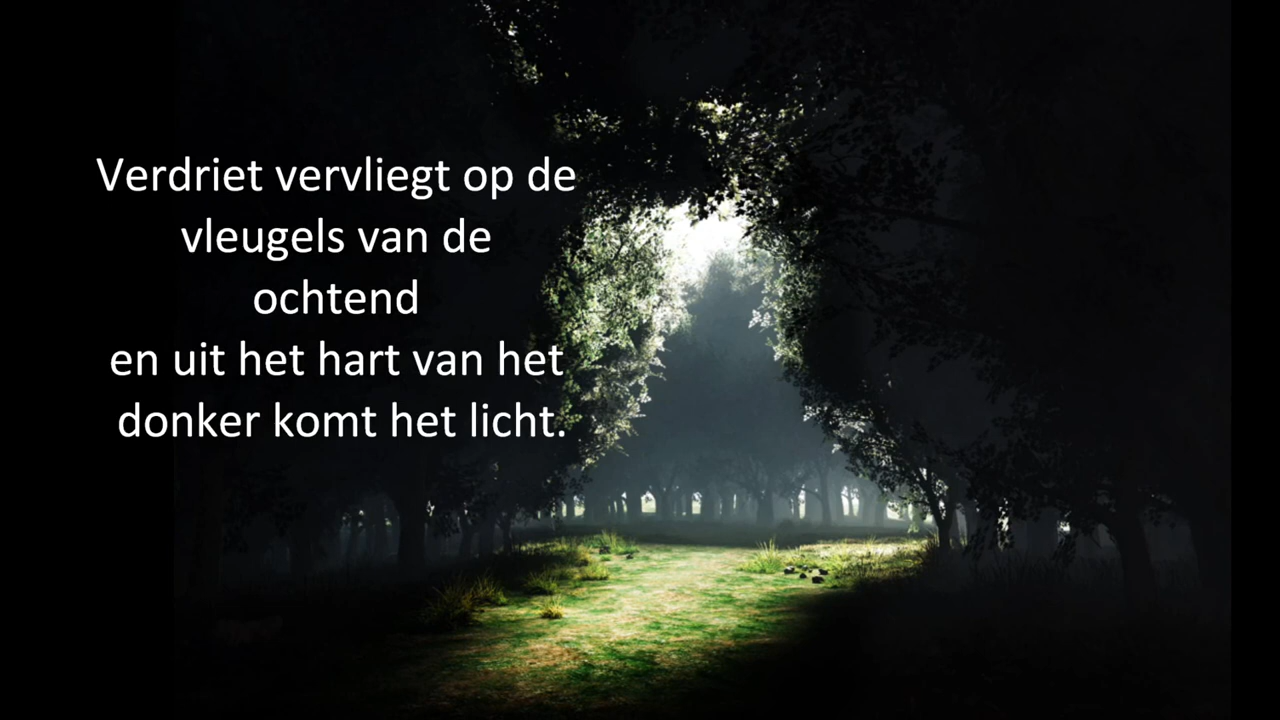 Verdriet vervliegt op de
vleugels van de
ochtend
en uit het hart van het
donker komt het licht.